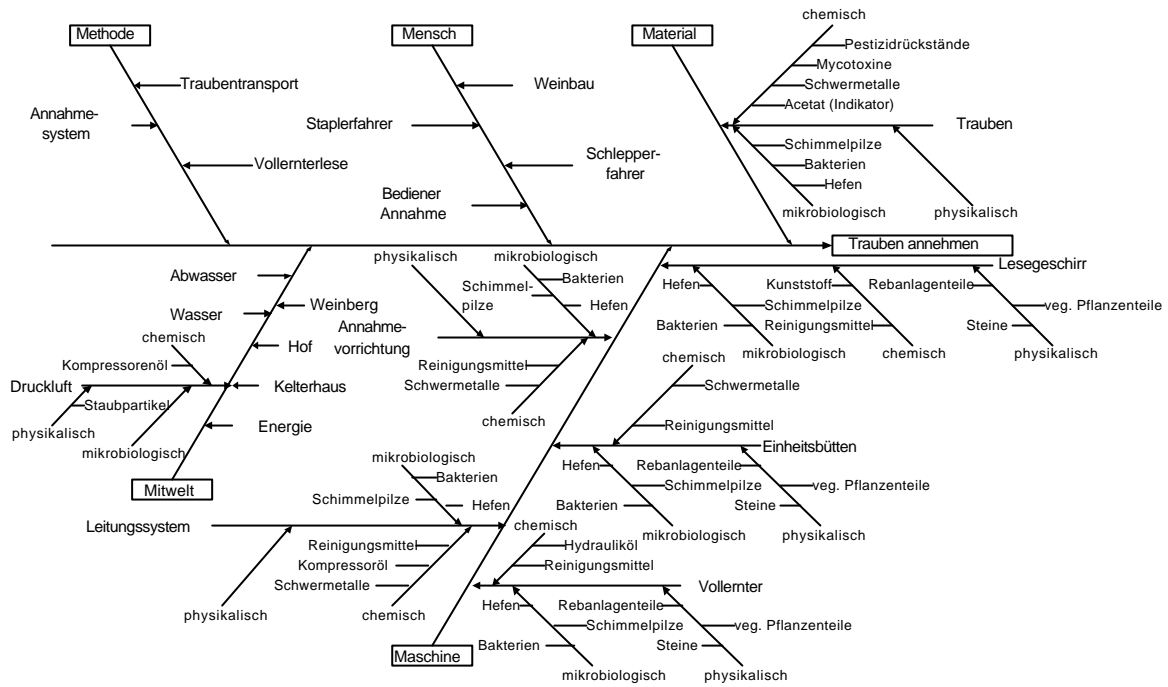 chemisch
Methode
Mensch
Material
Pestizidrückstände
Mycotoxine
Traubentransport
Weinbau
Schwermetalle
Acetat (Indikator)
Annahme-
system
Staplerfahrer
Trauben
Schimmelpilze
Vollernterlese
Schlepper-
fahrer
Bakterien
Hefen
Bediener
Annahme
mikrobiologisch
physikalisch
Trauben annehmen
physikalisch
mikrobiologisch
Lesegeschirr
Abwasser
Bakterien
Schimmel-
pilze
Hefen
Hefen
Kunststoff
Rebanlagenteile
Weinberg
Wasser
Schimmelpilze
veg. Pflanzenteile
Annahme-
vorrichtung
Bakterien
Reinigungsmittel
Steine
chemisch
Hof
mikrobiologisch
chemisch
physikalisch
Kompressorenöl
Reinigungsmittel
chemisch
Druckluft
Kelterhaus
Schwermetalle
Schwermetalle
Staubpartikel
physikalisch
Energie
chemisch
Reinigungsmittel
mikrobiologisch
Einheitsbütten
mikrobiologisch
Hefen
Rebanlagenteile
Bakterien
Schimmelpilze
veg. Pflanzenteile
Mitwelt
Schimmelpilze
Hefen
Bakterien
Steine
Leitungssystem
chemisch
mikrobiologisch
physikalisch
Reinigungsmittel
Hydrauliköl
Kompressoröl
Reinigungsmittel
Schwermetalle
Vollernter
physikalisch
chemisch
Hefen
Rebanlagenteile
Schimmelpilze
veg. Pflanzenteile
Bakterien
Steine
Maschine
mikrobiologisch
physikalisch